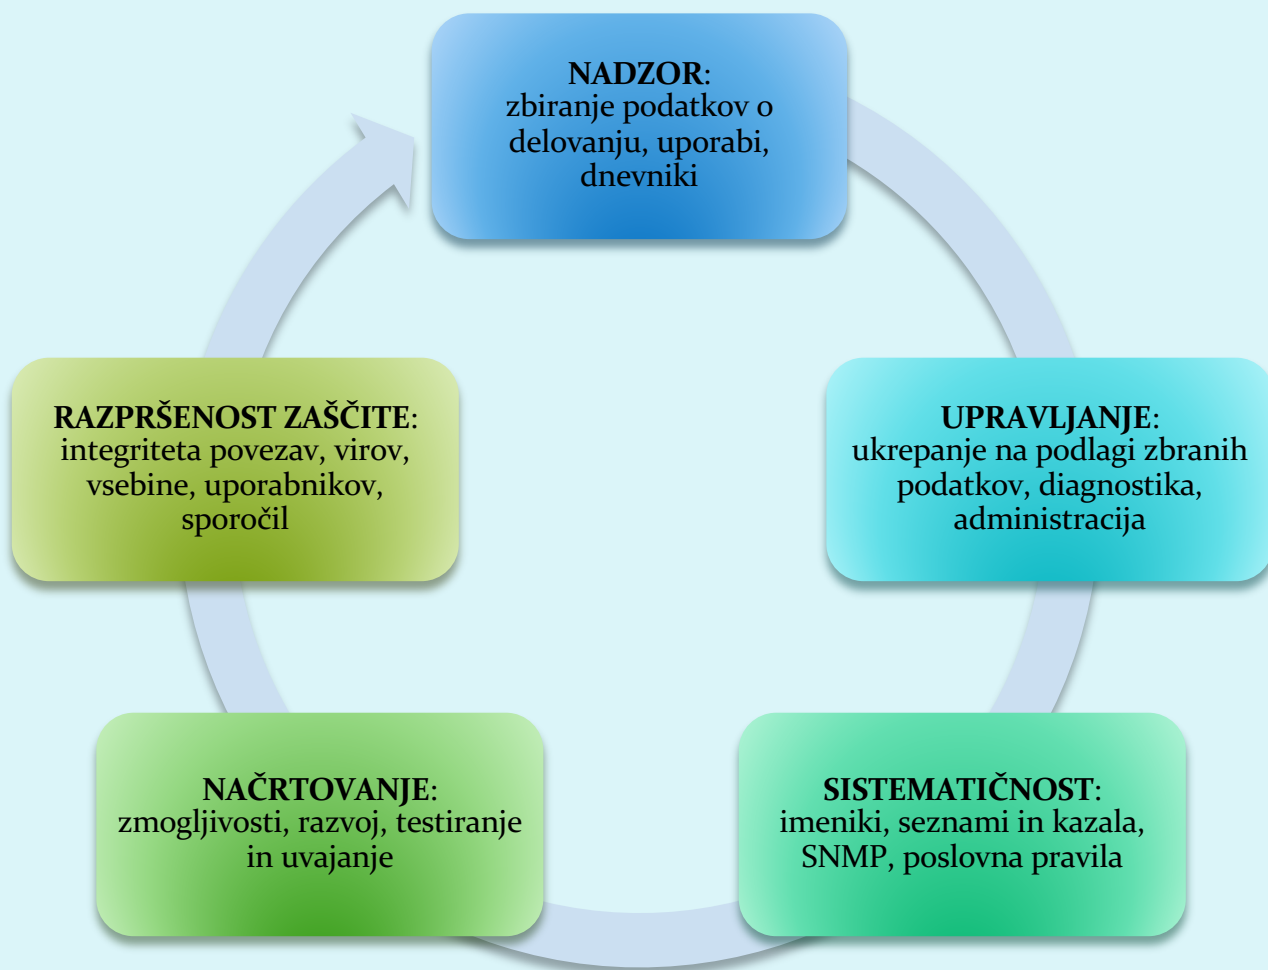 NADZOR:
zbiranje podatkov o
delovanju, uporabi,
dnevniki
UPRAVLJANJE:
ukrepanje na podlagi zbranih
podatkov, diagnostika,
administracija
SISTEMATIČNOST:
imeniki, seznami in kazala,
SNMP, poslovna pravila
NAČRTOVANJE:
zmogljivosti, razvoj, testiranje
in uvajanje
RAZPRŠENOST ZAŠČITE:
integriteta povezav, virov,
vsebine, uporabnikov,
sporočil